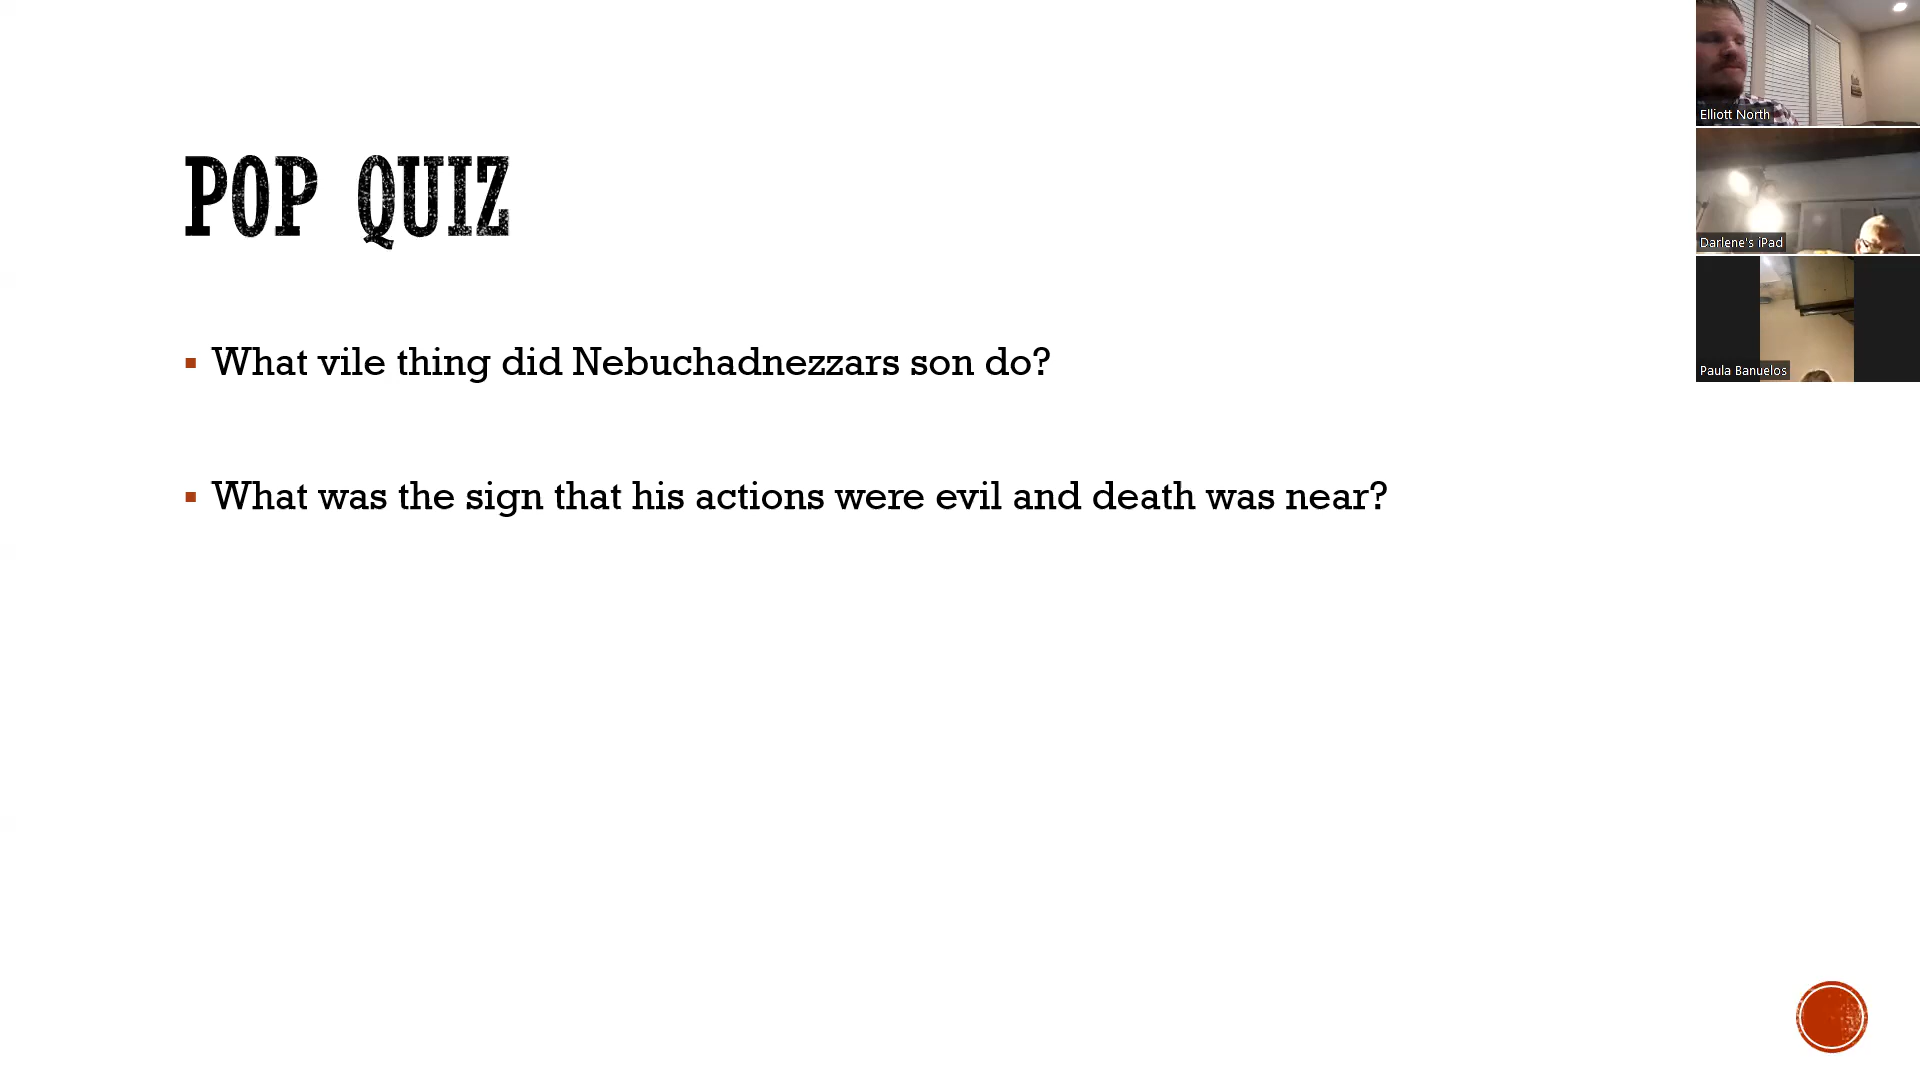 POP QUIZ
What vile thing did Nebuchadnezzars son do?
What was the sign that his actions were evil and death was near?
Elliott North
Darlene's iPad
Paula Banuelos